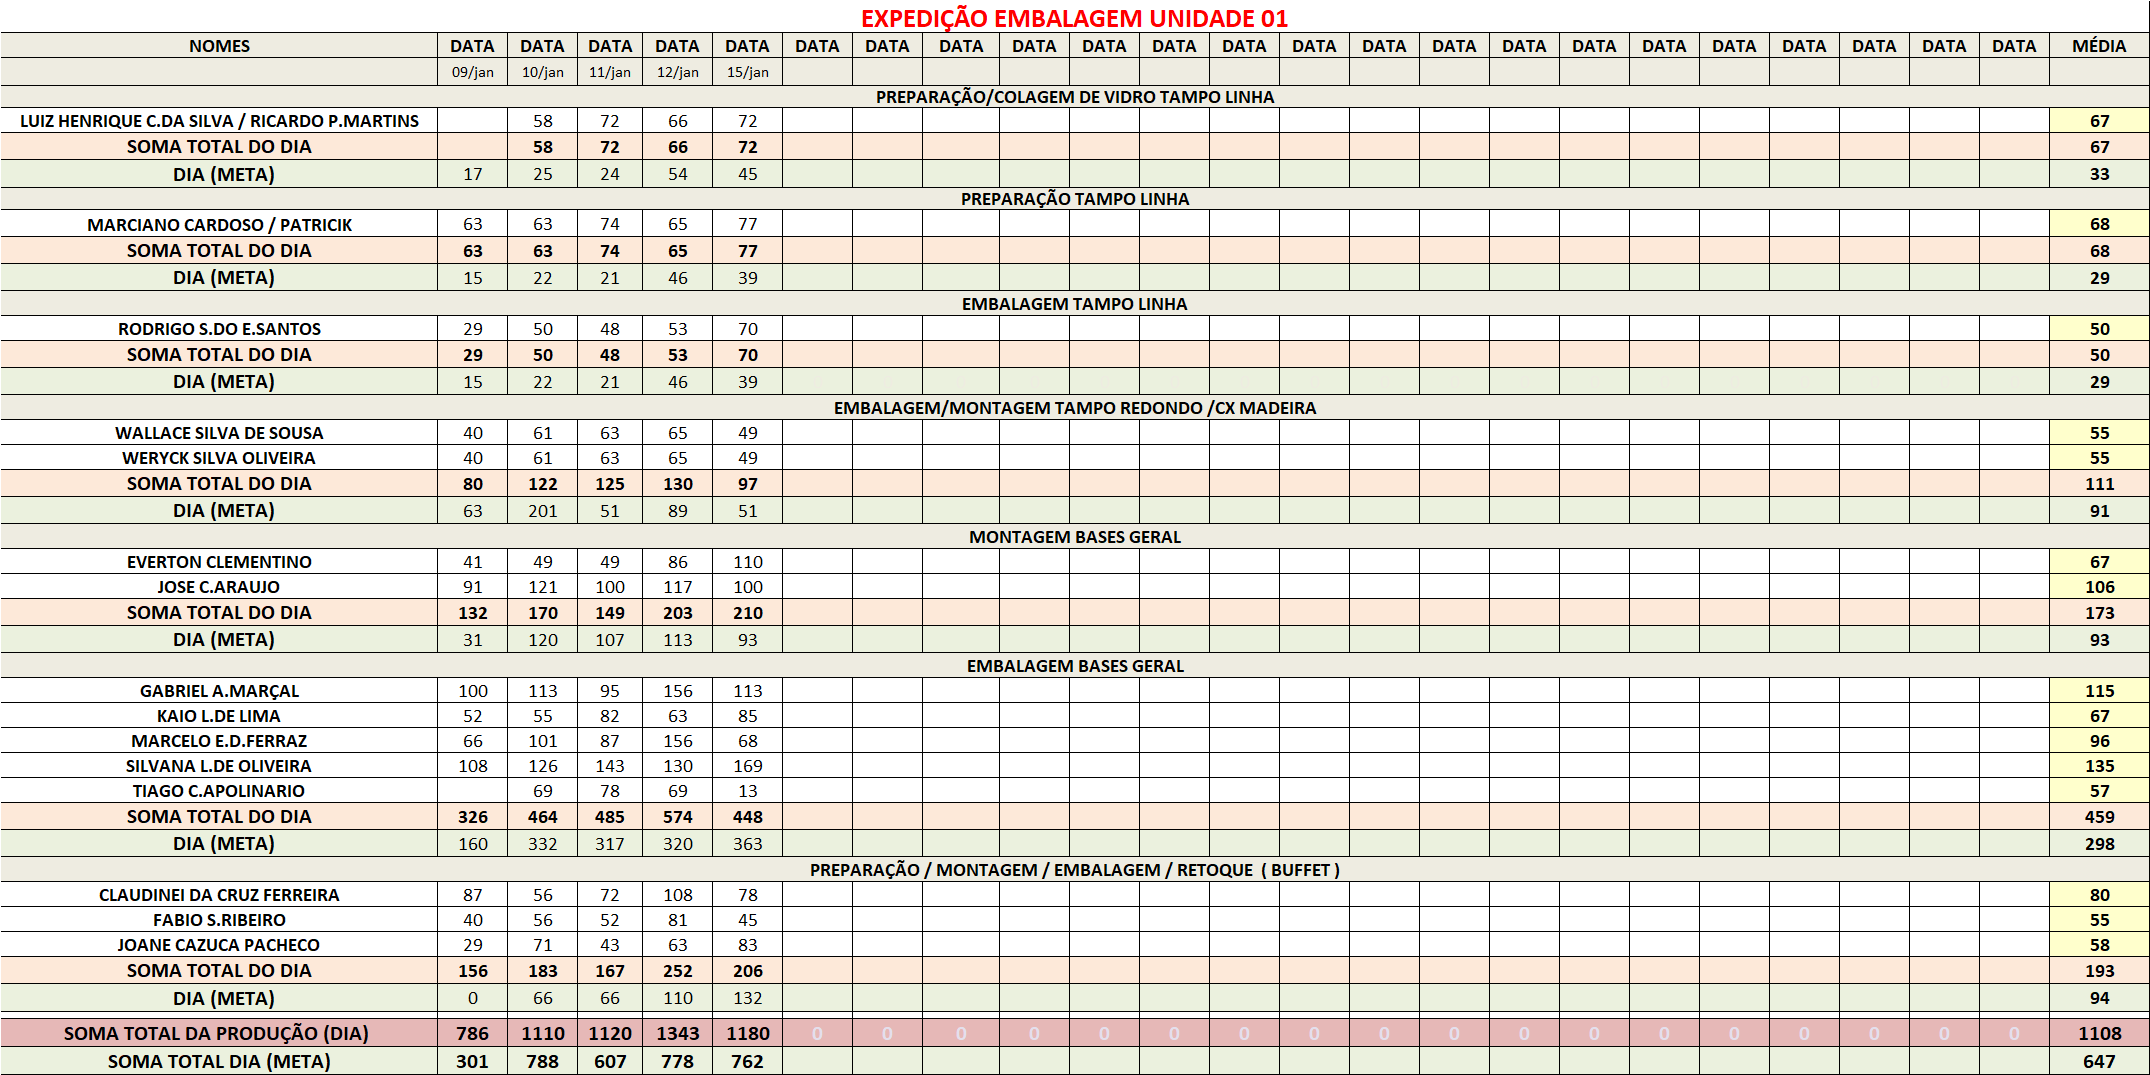 EXPEDIÇÃO EMBALAGEM UNIDADE 01
NOMES DATA DATA DATA DATA DATA DATA DATA DATA DATA DATA DATA DATA DATA DATA DATA DATA DATA DATA DATA DATA DATA DATA DATA MÉDIA
09/jan 10/jan 11/jan 12/jan 15/jan
PREPARAÇÃO/COLAGEM DE VIDRO TAMPO LINHA
LUIZ HENRIQUE C.DA SILVA / RICARDO P.MARTINS 58 72 66 72 67
SOMA TOTAL DO DIA 58 72 66 72 67
DIA (META) 17 25 24 54 45 33
PREPARAÇÃO TAMPO LINHA
MARCIANO CARDOSO / PATRICIK 63 63 74 65 77 68
SOMA TOTAL DO DIA 63 63 74 65 77 68
DIA (META) 15 22 21 46 39 29
EMBALAGEM TAMPO LINHA
RODRIGO S.DO E.SANTOS 29 50 48 53 70 50
SOMA TOTAL DO DIA 29 50 48 53 70 50
DIA (META) 15 22 21 46 39 29
EMBALAGEM/MONTAGEM TAMPO REDONDO /CX MADEIRA
WALLACE SILVA DE SOUSA 40 61 63 65 49 55
WERYCK SILVA OLIVEIRA 40 61 63 65 49 55
SOMA TOTAL DO DIA 80 122 125 130 97 111
DIA (META) 63 201 51 89 51 91
MONTAGEM BASES GERAL
EVERTON CLEMENTINO 41 49 49 86 110 67
JOSE C.ARAUJO 91 121 100 117 100 106
SOMA TOTAL DO DIA 132 170 149 203 210 173
DIA (META) 31 120 107 113 93 93
EMBALAGEM BASES GERAL
GABRIEL A.MARÇAL 100 113 95 156 113 115
KAIO L.DE LIMA 52 55 82 63 85 67
MARCELO E.D.FERRAZ 66 101 87 156 68 96
SILVANA L.DE OLIVEIRA 108 126 143 130 169 135
TIAGO C.APOLINARIO 69 78 69 13 57
SOMA TOTAL DO DIA 326 464 485 574 448 459
DIA (META) 160 332 317 320 363 298
PREPARAÇÃO / MONTAGEM / EMBALAGEM / RETOQUE ( BUFFET )
CLAUDINEI DA CRUZ FERREIRA 87 56 72 108 78 80
FABIO S.RIBEIRO 40 56 52 81 45 55
JOANE CAZUCA PACHECO 29 71 43 63 83 58
SOMA TOTAL DO DIA 156 183 167 252 206 193
DIA (META) 0 66 66 110 132 94
SOMA TOTAL DA PRODUÇÃO (DIA) 786 1110 1120 1343 1180 0 0 0 0 0 0 0 0 0 0 0 0 0 0 0 0 0 0 1108
SOMA TOTAL DIA (META) 301 788 607 778 762 647